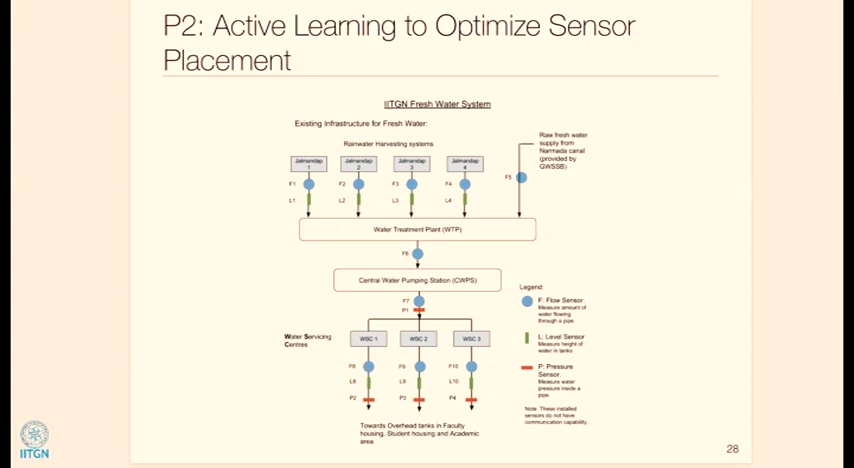 P2: Active Learning to Optimize Sensor
Placement
IITGN Fresh Water System
Existing Infrastructure for Fresh Water:
Rainwater Harvesting systems
Raw fresh water
supply from
Narmada canal
(provided by
GWSSB)
Jalmandap
1
Jalmandap
2
Jalmandap
3
Jalmandap
4
F1
F2
F3
F4
F5
L1
L2
L3
L4
Water Treatment Plant (WTP)
F6
Central Water Pumping Station (CWPS)
F7
P1
Water Servicing
Centres
WSC 1
WSC 2
WSC 3
F8
F9
F10
L8
L9
L10
P2
P3
P4
Towards Overhead tanks in Faculty
housing, Student housing and Academic
area
Legend:
F: Flow Sensor.
Measure amount of
water flowing
through a pipe.
L: Level Sensor
Measure height of
water in tanks
P: Pressure
Sensor.
Measure water
pressure inside a
pipe
Note: These installed
sensors do not have
communication capability.
IITGN
28